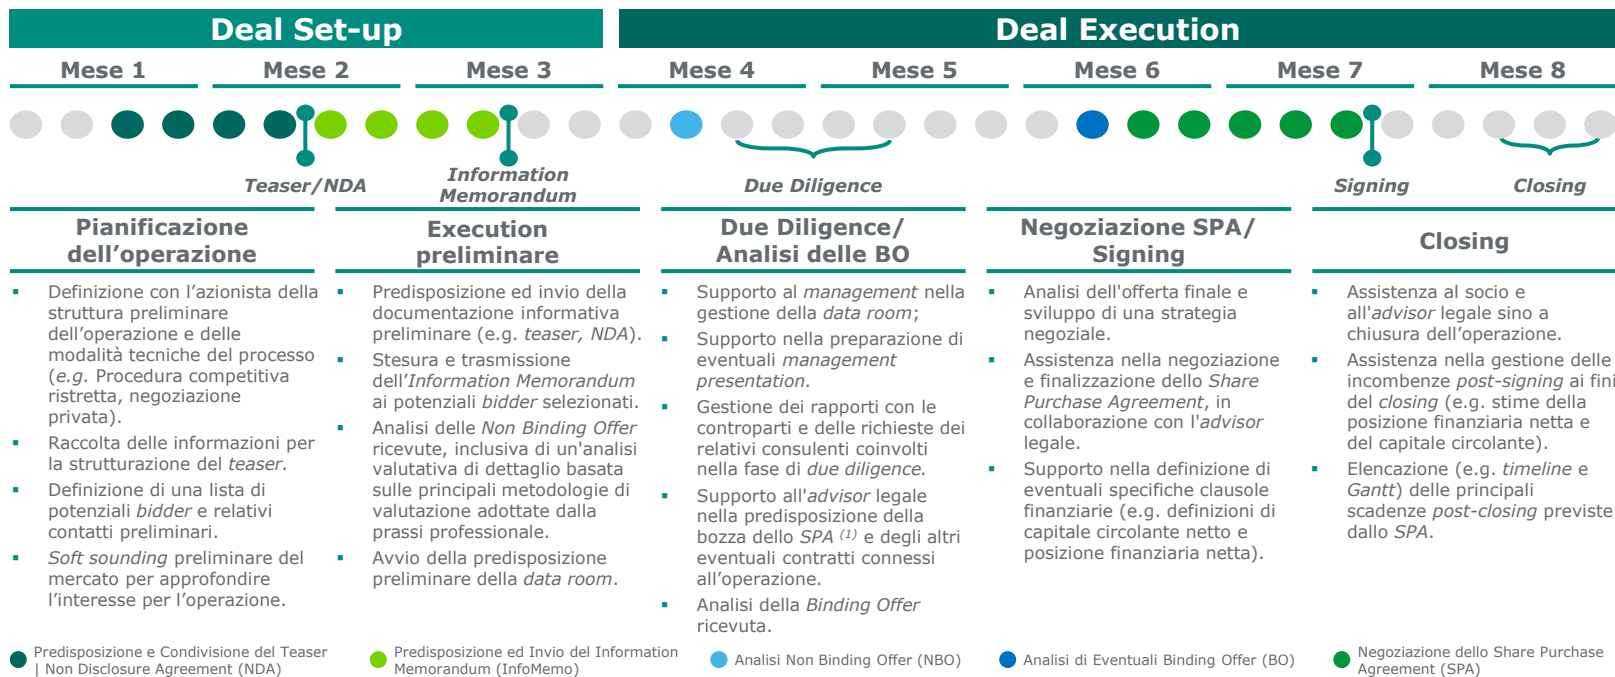 Deal Set-up
Deal Execution
Mese 1
Mese 2
Mese 3
Mese 4
Mese 5
Mese 6
Mese 7
Mese 8
Teaser/NDA
Information
Memorandum
Due Diligence
Signing
Closing
Pianificazione
dell’operazione
▪ Definizione con l’azionista della
struttura preliminare
dell’operazione e delle
modalità tecniche del processo
(e.g. Procedura competitiva
ristretta, negoziazione
privata).
▪ Raccolta delle informazioni per
la strutturazione del teaser.
▪ Definizione di una lista di
potenziali bidder e relativi
contatti preliminari.
▪ Soft sounding preliminare del
mercato per approfondire
l’interesse per l’operazione.
Execution
preliminare
▪ Predisposizione ed invio della
documentazione informativa
preliminare (e.g. teaser, NDA).
▪ Stesura e trasmissione
dell’Information Memorandum
ai potenziali bidder selezionati.
▪ Analisi delle Non Binding Offer
ricevute, inclusiva di un'analisi
valutativa di dettaglio basata
sulle principali metodologie di
valutazione adottate dalla
prassi professionale.
▪ Avvio della predisposizione
preliminare della data room.
Due Diligence/
Analisi delle BO
▪ Supporto al management nella
gestione della data room;
▪ Supporto nella preparazione di
eventuali management
presentation.
▪ Gestione dei rapporti con le
controparti e delle richieste dei
relativi consulenti coinvolti
nella fase di due diligence.
▪ Supporto all'advisor legale
nella predisposizione della
bozza dello SPA (1) e degli altri
eventuali contratti connessi
all’operazione.
▪ Analisi della Binding Offer
ricevuta.
Negoziazione SPA/
Signing
▪ Analisi dell'offerta finale e
sviluppo di una strategia
negoziale.
▪ Assistenza nella negoziazione
e finalizzazione dello Share
Purchase Agreement, in
collaborazione con l'advisor
legale.
▪ Supporto nella definizione di
eventuali specifiche clausole
finanziarie (e.g. definizioni di
capitale circolante netto e
posizione finanziaria netta).
Closing
▪ Assistenza al socio e
all'advisor legale sino a
chiusura dell’operazione.
▪ Assistenza nella gestione delle
incombenze post-signing ai fini
del closing (e.g. stime della
posizione finanziaria netta e
del capitale circolante).
▪ Elencazione (e.g. timeline e
Gantt) delle principali
scadenze post-closing previste
dallo SPA.
Predisposizione e Condivisione del Teaser
| Non Disclosure Agreement (NDA)
Predisposizione ed Invio del Information
Memorandum (InfoMemo)
Analisi Non Binding Offer (NBO)
Analisi di Eventuali Binding Offer (BO)
Negoziazione dello Share Purchase
Agreement (SPA)